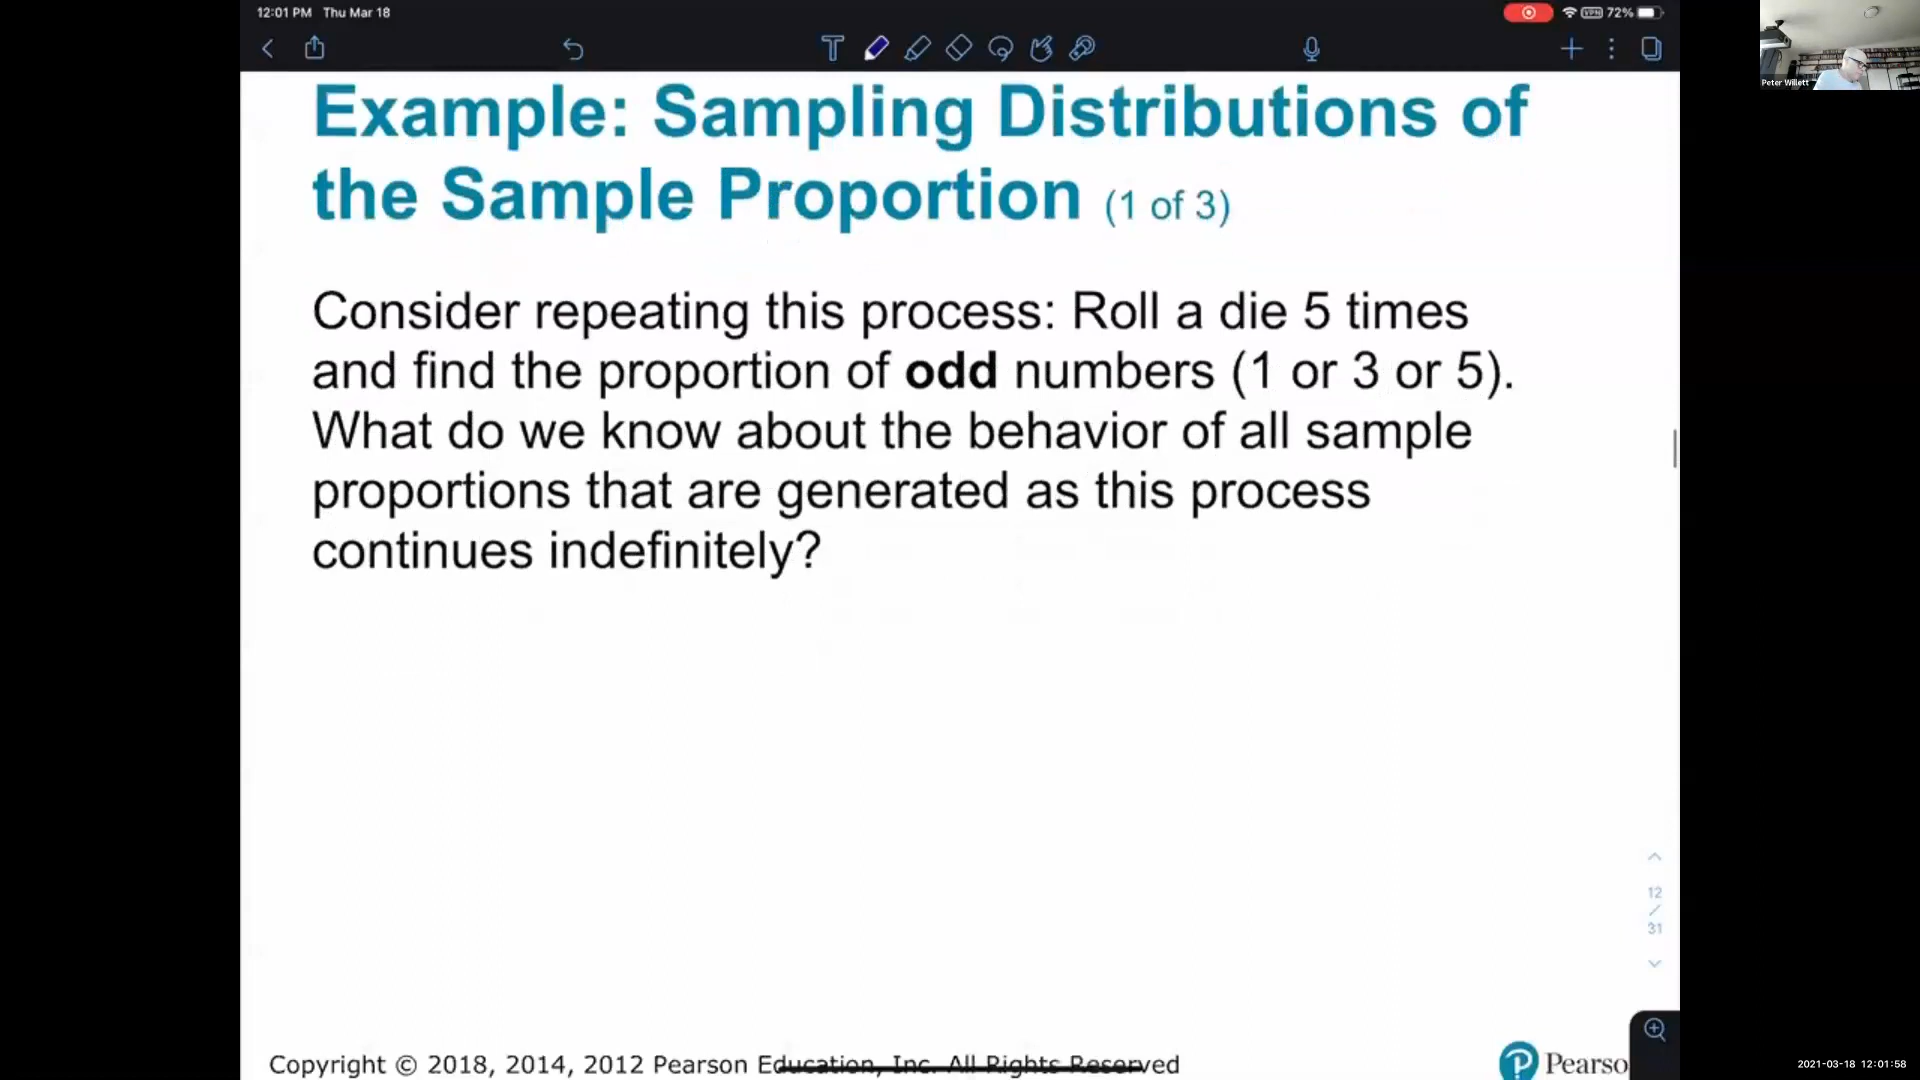 12:01 PM Thu Mar 18
VPN 72%
Peter Willett
Example: Sampling Distributions of
the Sample Proportion (1 of 3)
Consider repeating this process: Roll a die 5 times
and find the proportion of odd numbers (1 or 3 or 5).
What do we know about the behavior of all sample
proportions that are generated as this process
continues indefinitely?
12
/
31
Copyright © 2018, 2014, 2012 Pearson Education, Inc. All Rights Reserved
P Pearso
2021-03-18 12:01:58